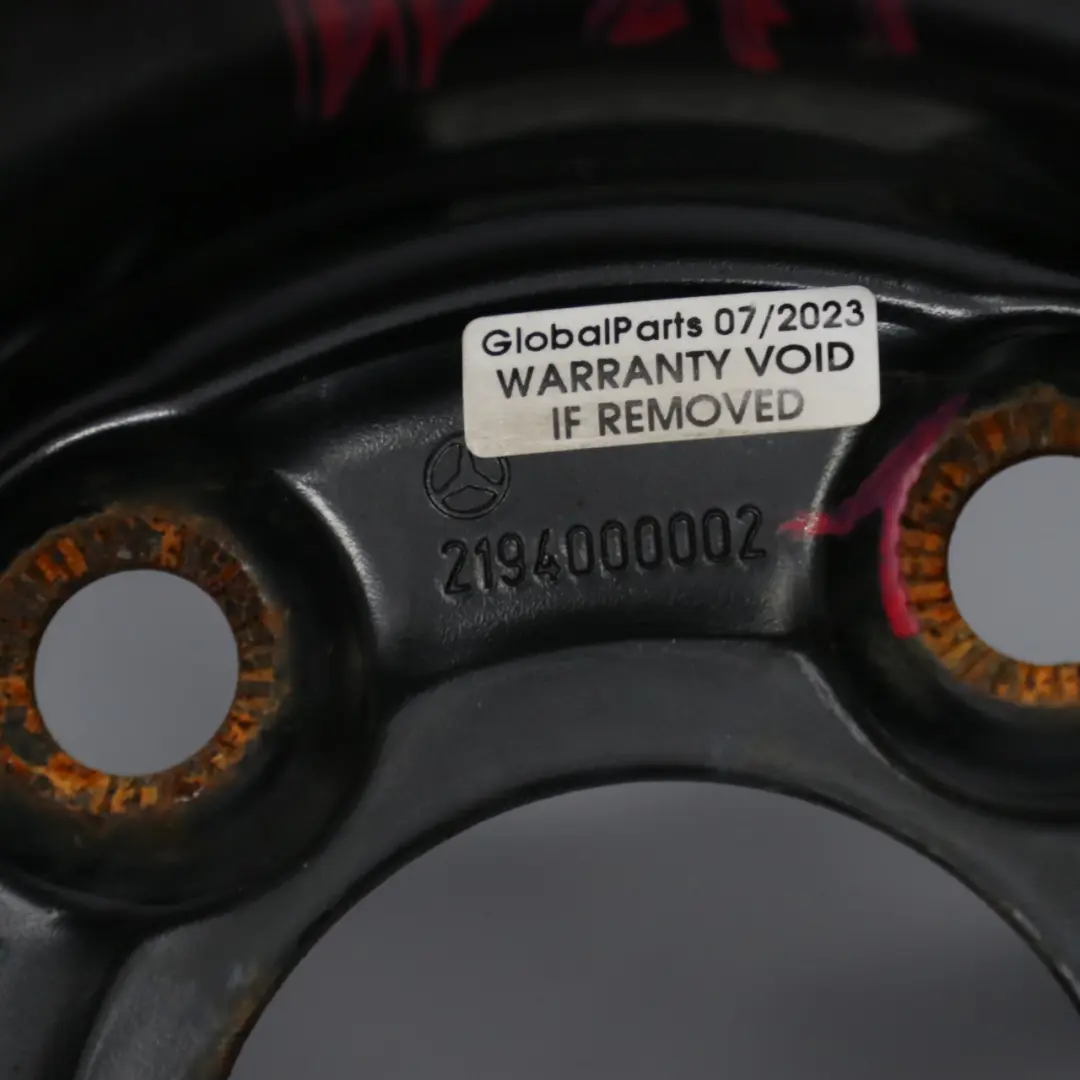 GlobalParts 07/2023
WARRANTY VOID
IF REMOVED
2194000002